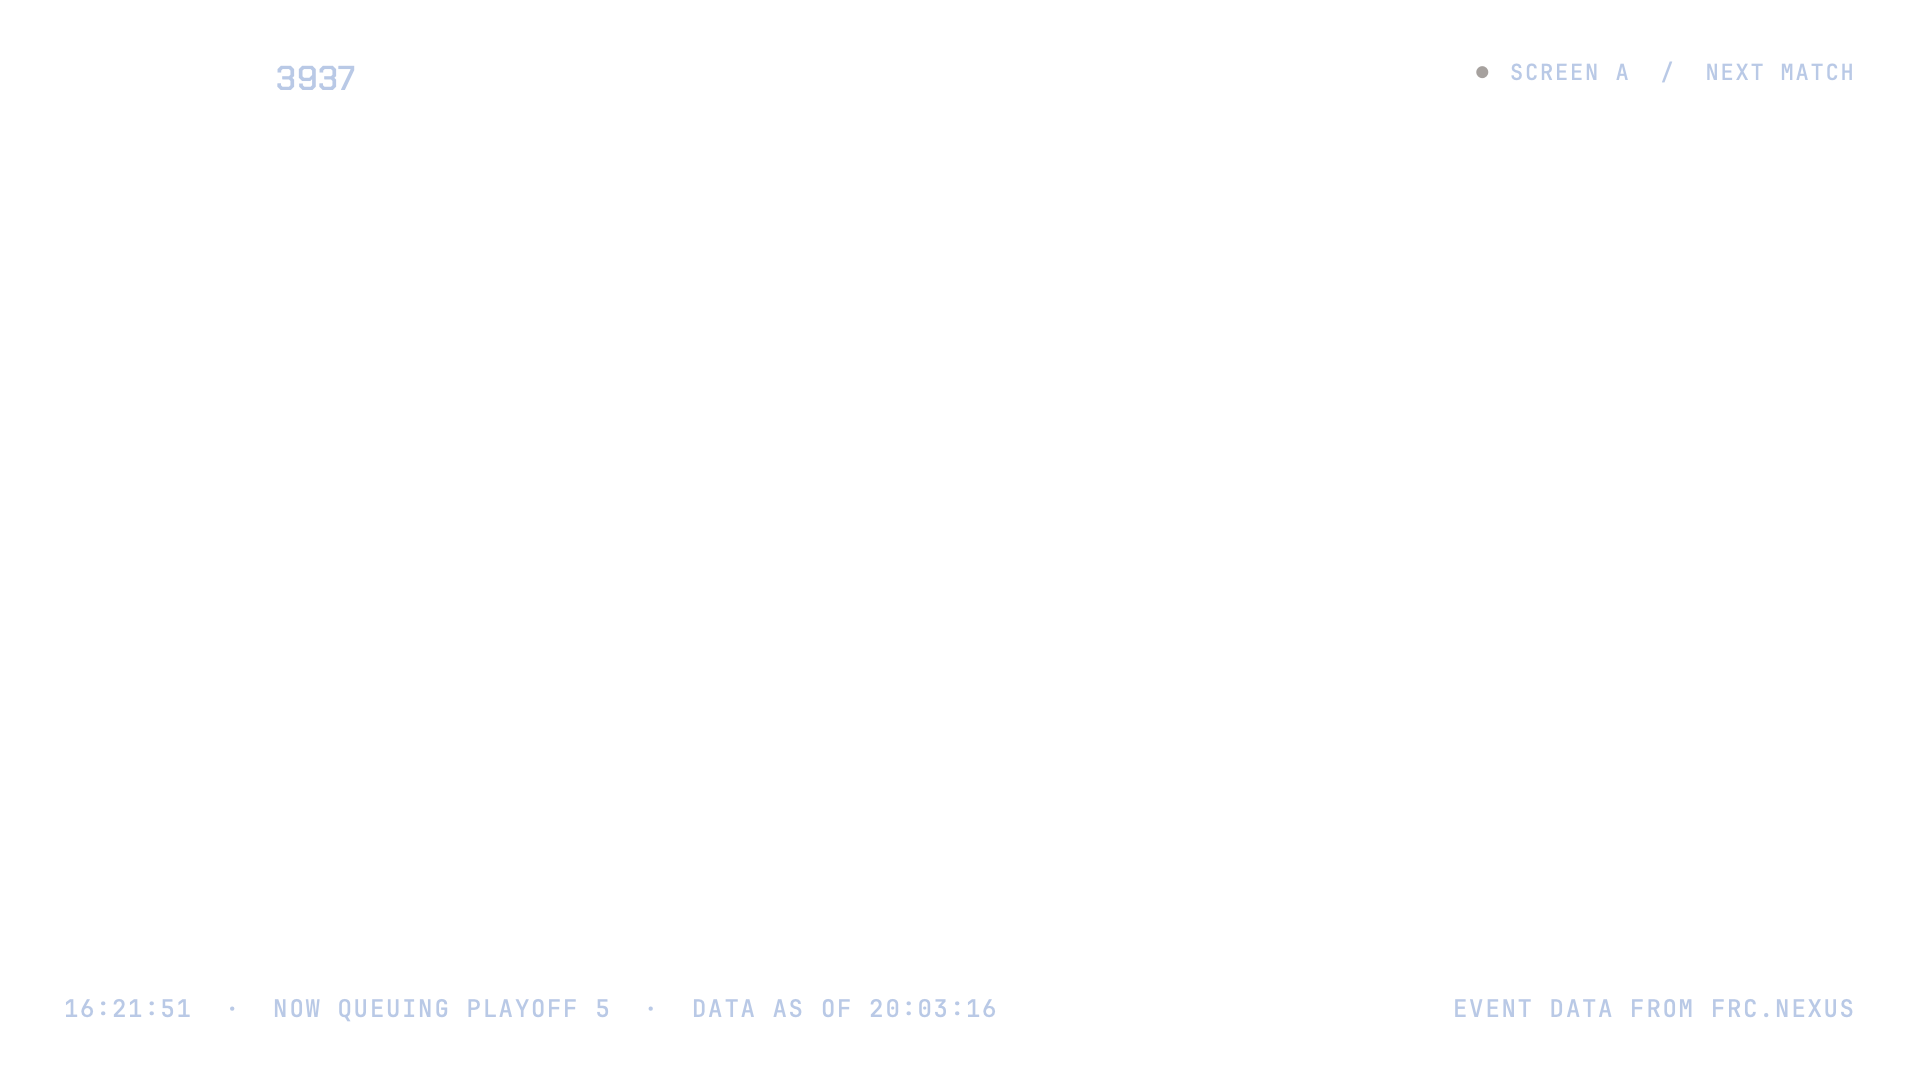 3937
SCREEN A / NEXT MATCH
16:21:51 · NOW QUEUING PLAYOFF 5 · DATA AS OF 20:03:16
EVENT DATA FROM FRC.NEXUS